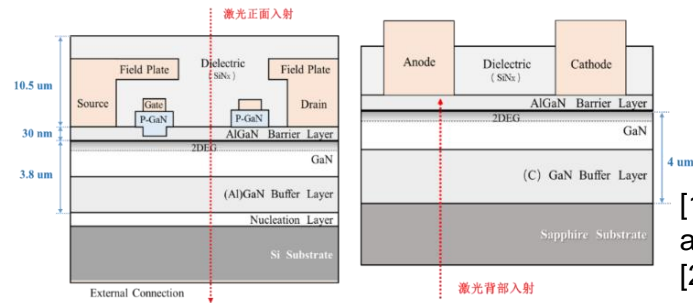 激光正面入射
Dielectric
(SiNx)
Field Plate
Field Plate
10.5 um
Source
Gate
Drain
P-GaN
P-GaN
30 nm
AlGaN Barrier Layer
2DEG
GaN
3.8 um
(Al)GaN Buffer Layer
Nucleation Layer
Si Substrate
External Connection
Anode
Dielectric
(SiNx)
Cathode
AlGaN Barrier Layer
2DEG
GaN
4 um
(C) GaN Buffer Layer
Sapphire Substrate
激光背部入射
[1
a
[2